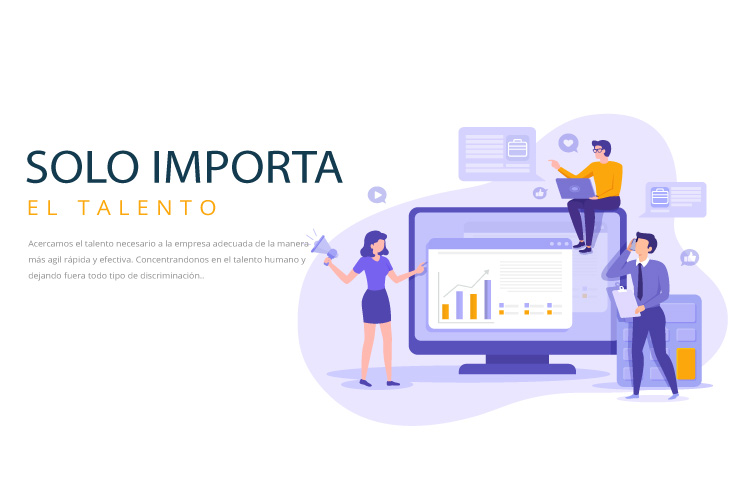 SOLO IMPORTA
EL TALENTO
Acercamos el talento necesario a la empresa adecuada de la manera
más agil rápida y efectiva. Concentrandonos en el talento humano y
dejando fuera todo tipo de discriminación..